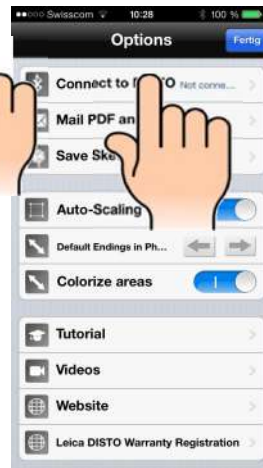 Swisscom 10:28 100 %
Options Fertig
Connect to Not conne...
Mail PDF an
Save Ske
Auto-Scaling
Default Endings in Ph...
Colorize areas
Tutorial
Videos
Website
Leica DISTO Warranty Registration